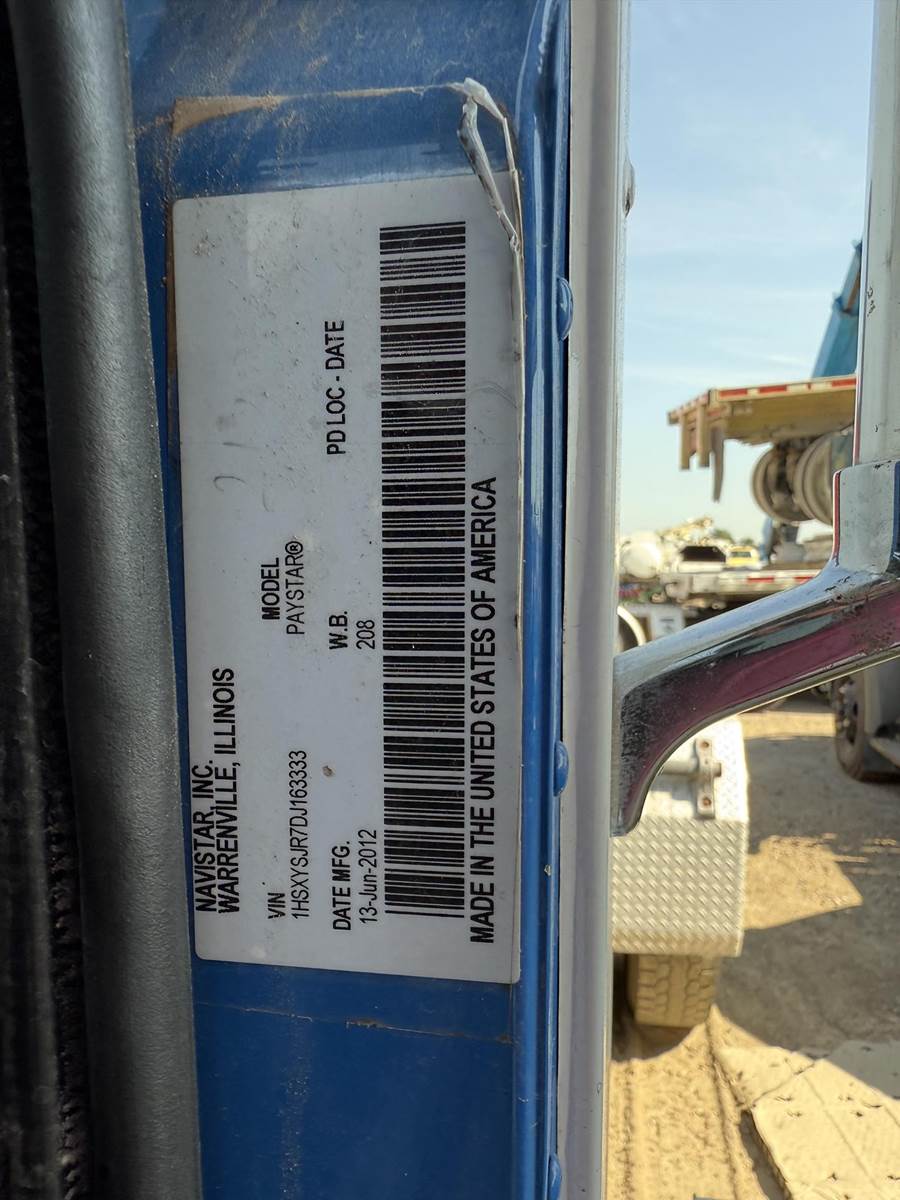 NAVISTAR, INC.
WARRENVILLE, ILLINOIS
VIN MODEL
1HSXYSJR7DJ163333 PAYSTAR®
DATE MFG. W.B. PD LOC - DATE
13-Jun-2012 208
MADE IN THE UNITED STATES OF AMERICA